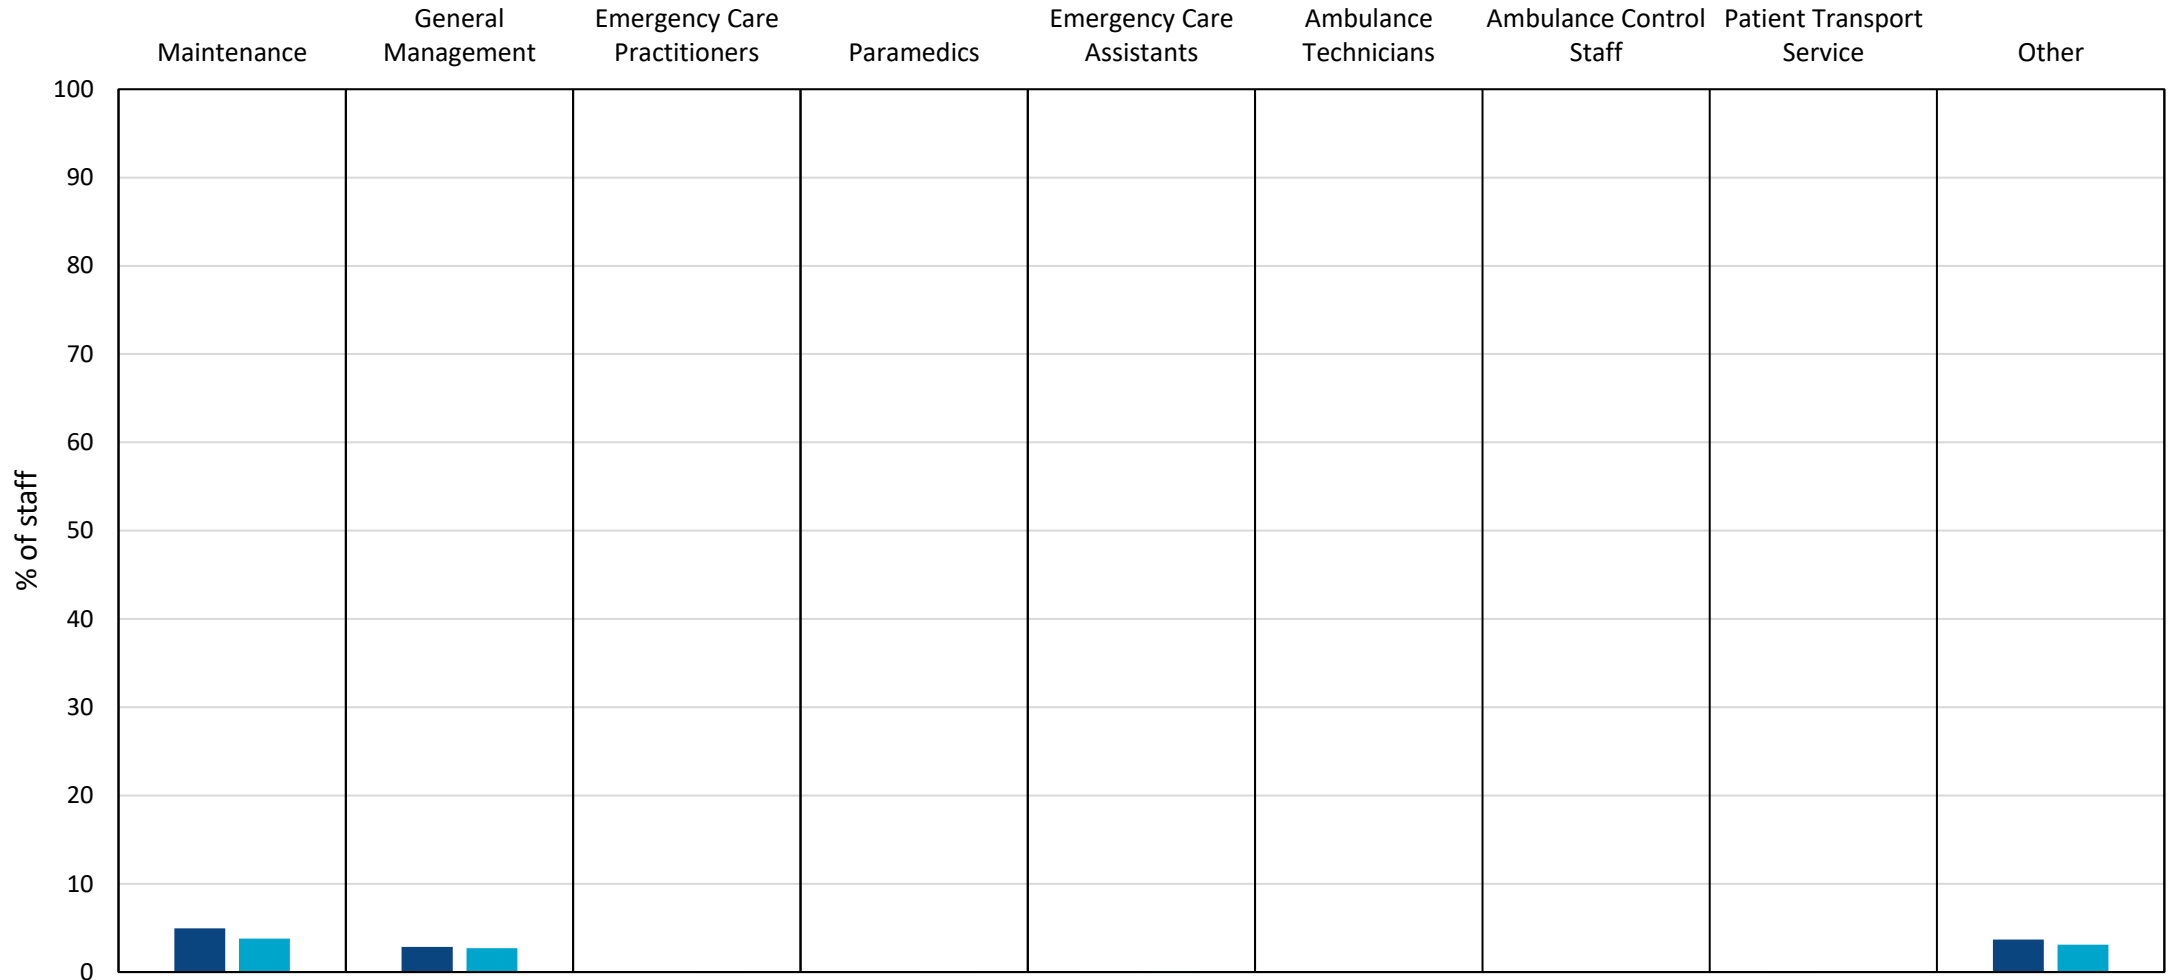 General
Management
Emergency Care
Practitioners
Emergency Care
Assistants
Ambulance
Technicians
Ambulance Control
Staff
Patient Transport
Service
Maintenance
Paramedics
Other
100
90
80
70
60
50
40
30
20
10
0
% of staff